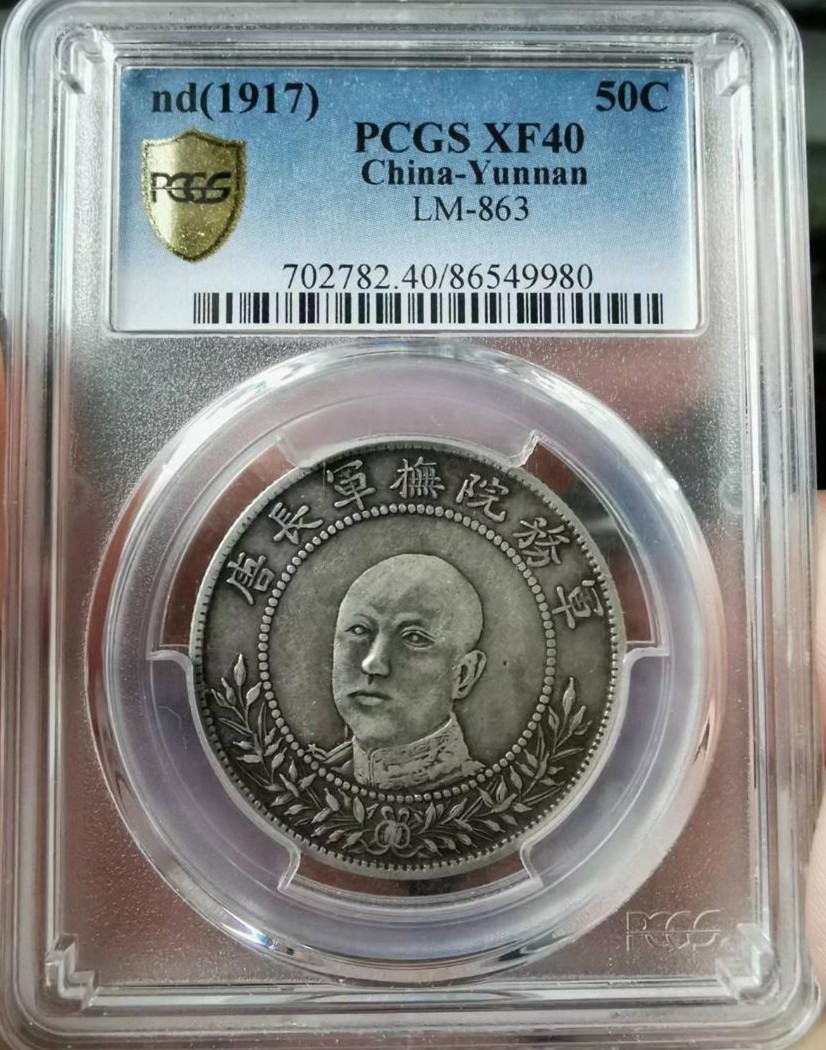 nd(1917) 50C
PCGS XF40
China-Yunnan
LM-863
PCGS
702782.40/86549980
軍務院撫軍長唐
PCGS